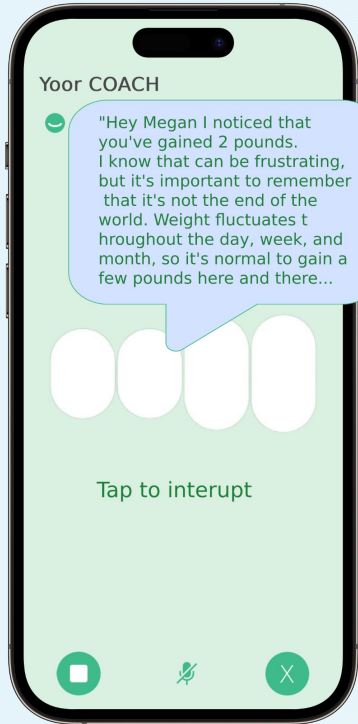 Yoor COACH
"Hey Megan I noticed that
you've gained 2 pounds.
I know that can be frustrating,
but it's important to remember
that it's not the end of the
world. Weight fluctuates t
hroughout the day, week, and
month, so it's normal to gain a
few pounds here and there...
Tap to interupt
X